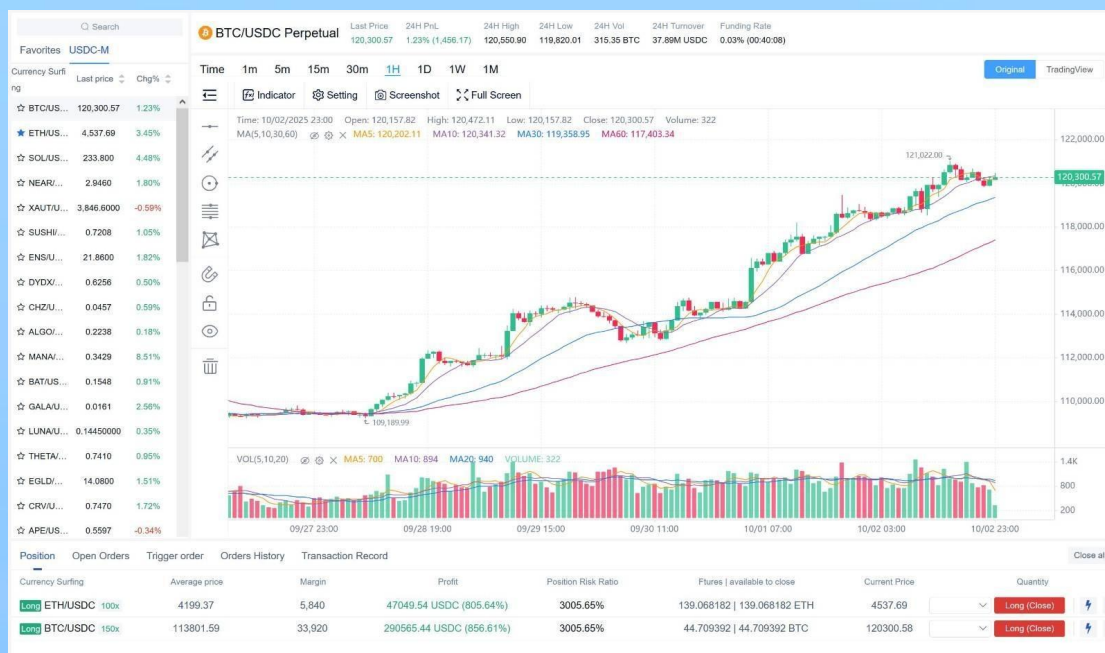 Search
Favorites USDC-M
Currency Surfi
ng
Last price Chg%
BTC/US... 120,300.57 1.23%
ETH/US... 4,537.69 3.45%
SOL/US... 233.800 4.48%
NEAR/... 2.9460 1.80%
XAUT/U... 3,846.6000 -0.59%
SUSHI/... 0.7208 1.05%
ENS/U... 21.8600 1.82%
DYDX/... 0.6256 0.50%
CHZ/U... 0.0457 0.59%
ALGO/... 0.2238 0.18%
MANA/... 0.3429 8.51%
BAT/US... 0.1548 0.91%
GALA/U... 0.0161 2.56%
LUNA/U... 0.14450000 0.35%
THETA/... 0.7410 0.95%
EGLD/... 14.0800 1.51%
CRV/U... 0.7470 1.72%
APE/US... 0.5597 -0.34%
BTC/USDC Perpetual
Last Price 24H PnL 24H High 24H Low 24H Vol 24H Turnover Funding Rate
120,300.57 1.23% (1,456.17) 120,550.90 119,820.01 315.35 BTC 37.89M USDC 0.03% (00:40:08)
Time 1m 5m 15m 30m 1H 1D 1W 1M
Original TradingView
Indicator Setting Screenshot Full Screen
Time: 10/02/2025 23:00 Open: 120,157.82 High: 120,472.11 Low: 120,157.82 Close: 120,300.57 Volume: 322
MA(5,10,30,60) MA5: 120,202.11 MA10: 120,341.32 MA30: 119,358.95 MA60: 117,403.34
122,000.00
121,022.00
120,300.57
118,000.00
116,000.00
114,000.00
112,000.00
110,000.00
109,189.99
VOL(5,10,20) MA5: 700 MA10: 894 MA20: 940 VOLUME: 322
1.4K
800
200
09/27 23:00 09/28 19:00 09/29 15:00 09/30 11:00 10/01 07:00 10/02 03:00 10/02 23:00
Position Open Orders Trigger order Orders History Transaction Record
Close al
Currency Surfing Average price Margin Profit Position Risk Ratio Ftures | available to close Current Price Quantity
Long ETH/USDC 100x 4199.37 5,840 47049.54 USDC (805.64%) 3005.65% 139.068182 | 139.068182 ETH 4537.69 Long (Close)
Long BTC/USDC 150x 113801.59 33,920 290565.44 USDC (856.61%) 3005.65% 44.709392 | 44.709392 BTC 120300.58 Long (Close)